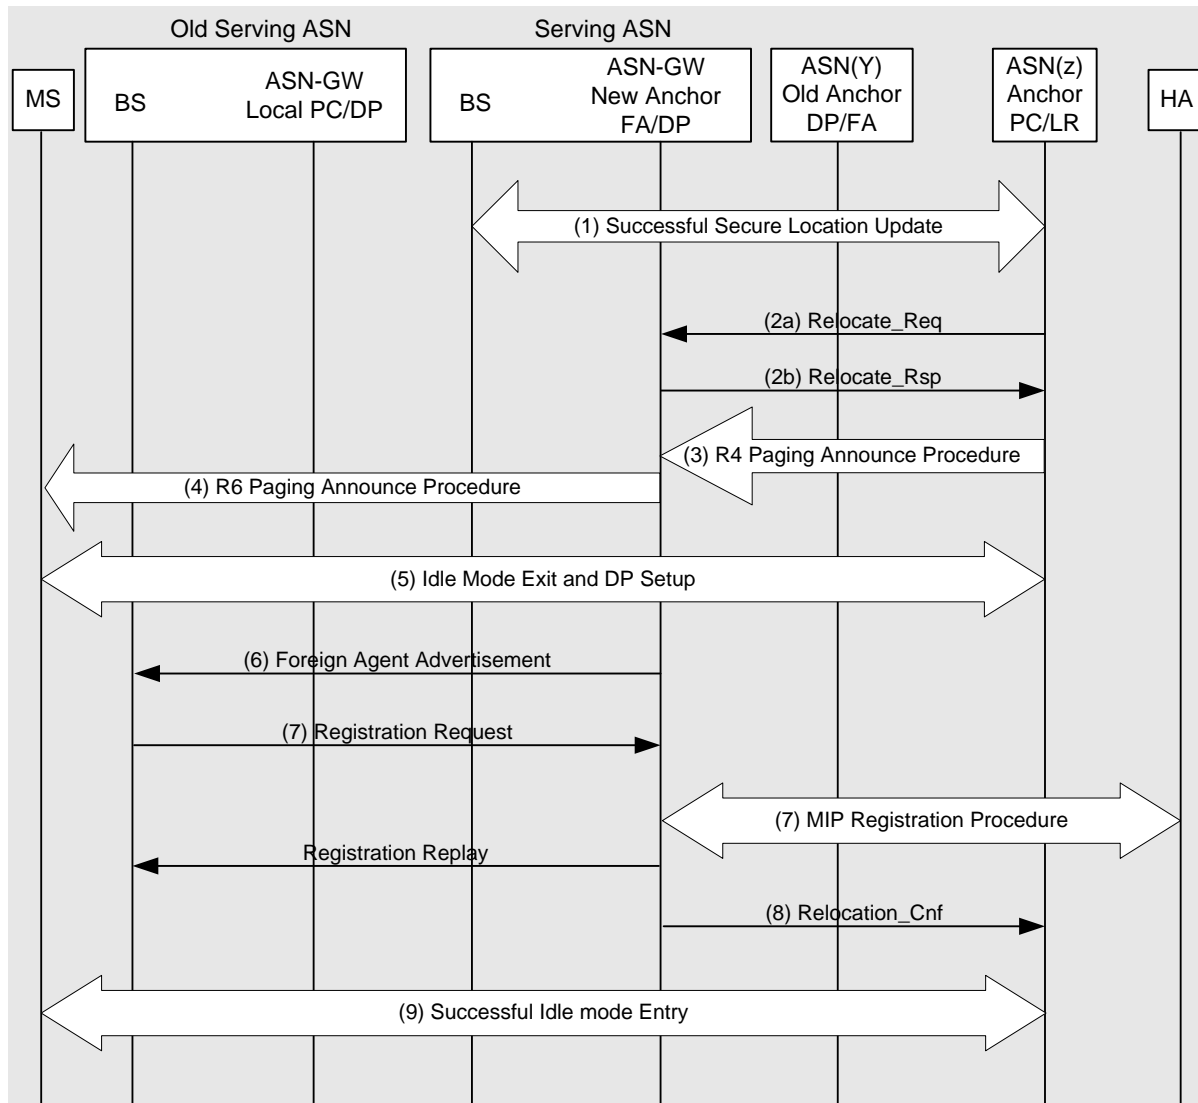 Old Serving ASN
Serving ASN
MS
BS
ASN-GW
Local PC/DP
BS
ASN-GW
New Anchor
FA/DP
ASN(Y)
Old Anchor
DP/FA
ASN(z)
Anchor
PC/LR
HA
(1) Successful Secure Location Update
(2a) Relocate_Req
(2b) Relocate_Rsp
(3) R4 Paging Announce Procedure
(4) R6 Paging Announce Procedure
(5) Idle Mode Exit and DP Setup
(6) Foreign Agent Advertisement
(7) Registration Request
(7) MIP Registration Procedure
Registration Replay
(8) Relocation_Cnf
(9) Successful Idle mode Entry